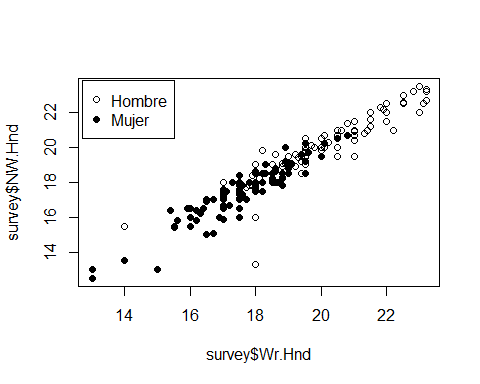 Hombre
Mujer
survey$NW.Hnd
14 16 18 20 22
14 16 18 20 22
survey$Wr.Hnd